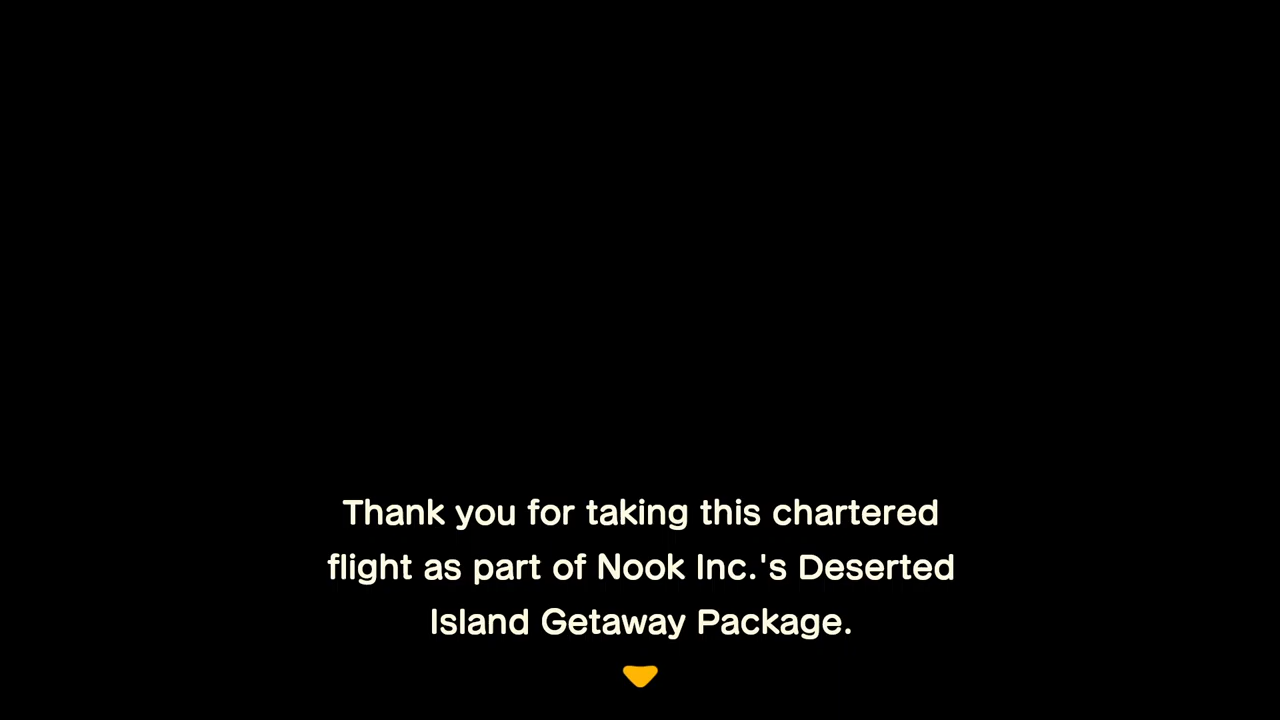 Thank you for taking this chartered
flight as part of Nook Inc.'s Deserted
Island Getaway Package.